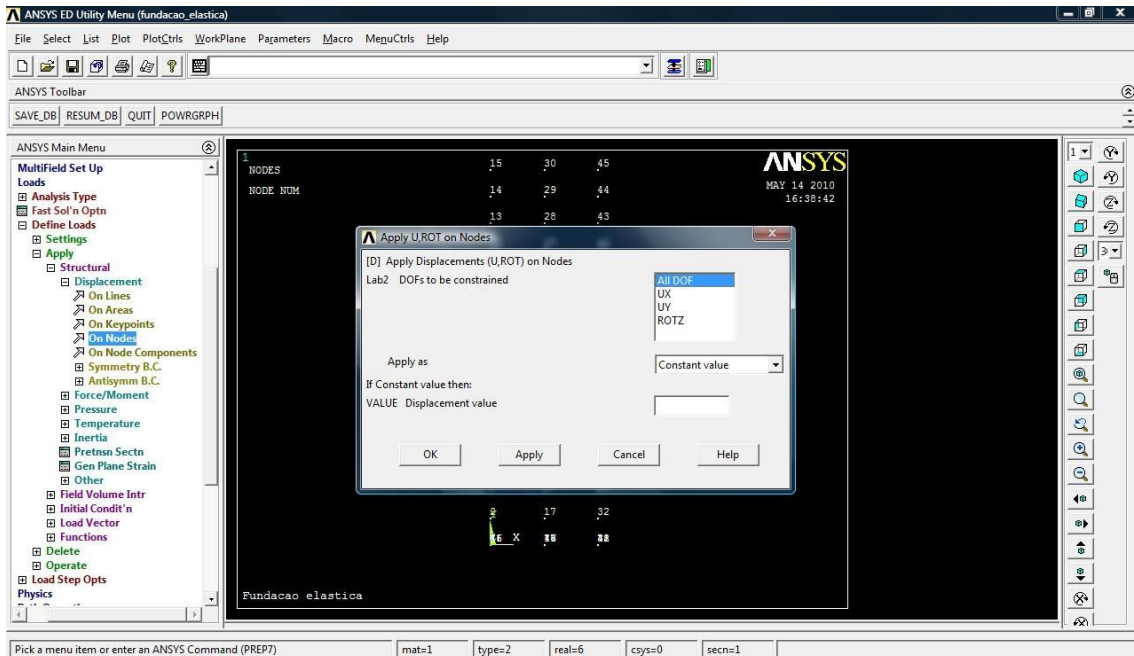 ANSYS ED Utility Menu (fundacao_elastica)
File Select List Plot PlotCtrls WorkPlane Parameters Macro MenuCtrls Help
ANSYS Toolbar
SAVE_DB RESUM_DB QUIT POWRGRPH
ANSYS Main Menu
MultiField Set Up
Loads
Analysis Type
Fast Sol'n Optn
Define Loads
Settings
Apply
Structural
Displacement
On Lines
On Areas
On Keypoints
On Nodes
On Node Components
Symmetry B.C.
Antisymm B.C.
Force/Moment
Pressure
Temperature
Inertia
Pretnsn Sectn
Gen Plane Strain
Other
Field Volume Intr
Initial Condit'n
Load Vector
Functions
Delete
Operate
Load Step Opts
Physics
1
NODES
NODE NUM
15 30 45
14 29 44
13 28 43
ANSYS
MAY 14 2010
16:38:42
Apply U,ROT on Nodes
[D] Apply Displacements (U,ROT) on Nodes
Lab2 DOFs to be constrained
All DOF
UX
UY
ROTZ
Apply as
Constant value
If Constant value then:
VALUE Displacement value
OK Apply Cancel Help
17 32
X
Fundacao elastica
1
3
Pick a menu item or enter an ANSYS Command (PREP7)
mat=1 type=2 real=6 csys=0 secn=1